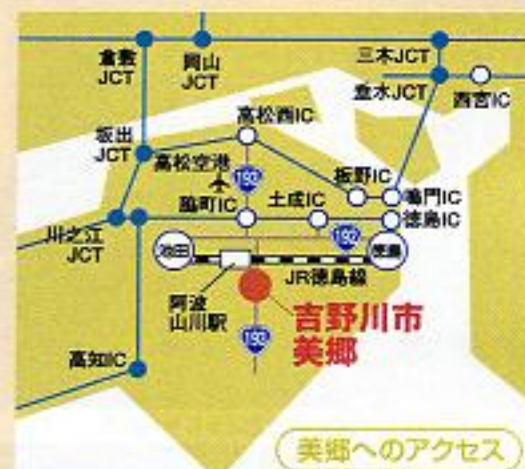 倉敷
JCT
岡山
JCT
三木JCT
垂水JCT
西宮IC
高松西IC
坂出
JCT
高松空港
192
板野IC
鳴門IC
脇町IC
土成IC
徳島IC
192
川之江
JCT
池田
徳島
JR徳島線
阿波
山川駅
吉野川市
美郷
192
高知IC
美郷へのアクセス